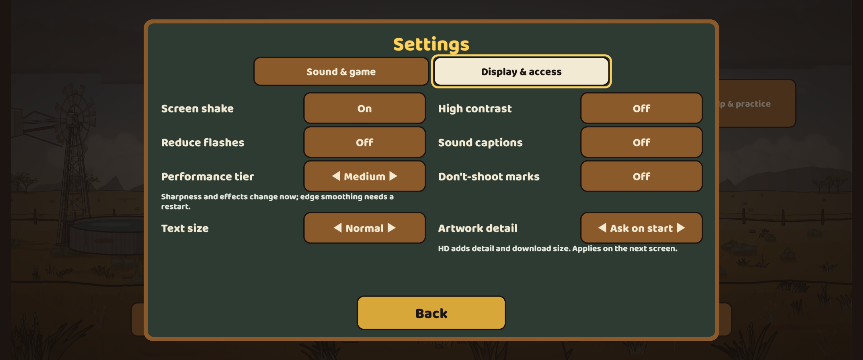 Settings
Sound & game
Display & access
Screen shake
On
High contrast
Off
Reduce flashes
Off
Sound captions
Off
Performance tier
◀ Medium ▶
Don't-shoot marks
Off
Sharpness and effects change now; edge smoothing needs a
restart.
Text size
◀ Normal ▶
Artwork detail
◀ Ask on start ▶
HD adds detail and download size. Applies on the next screen.
Back
& practice